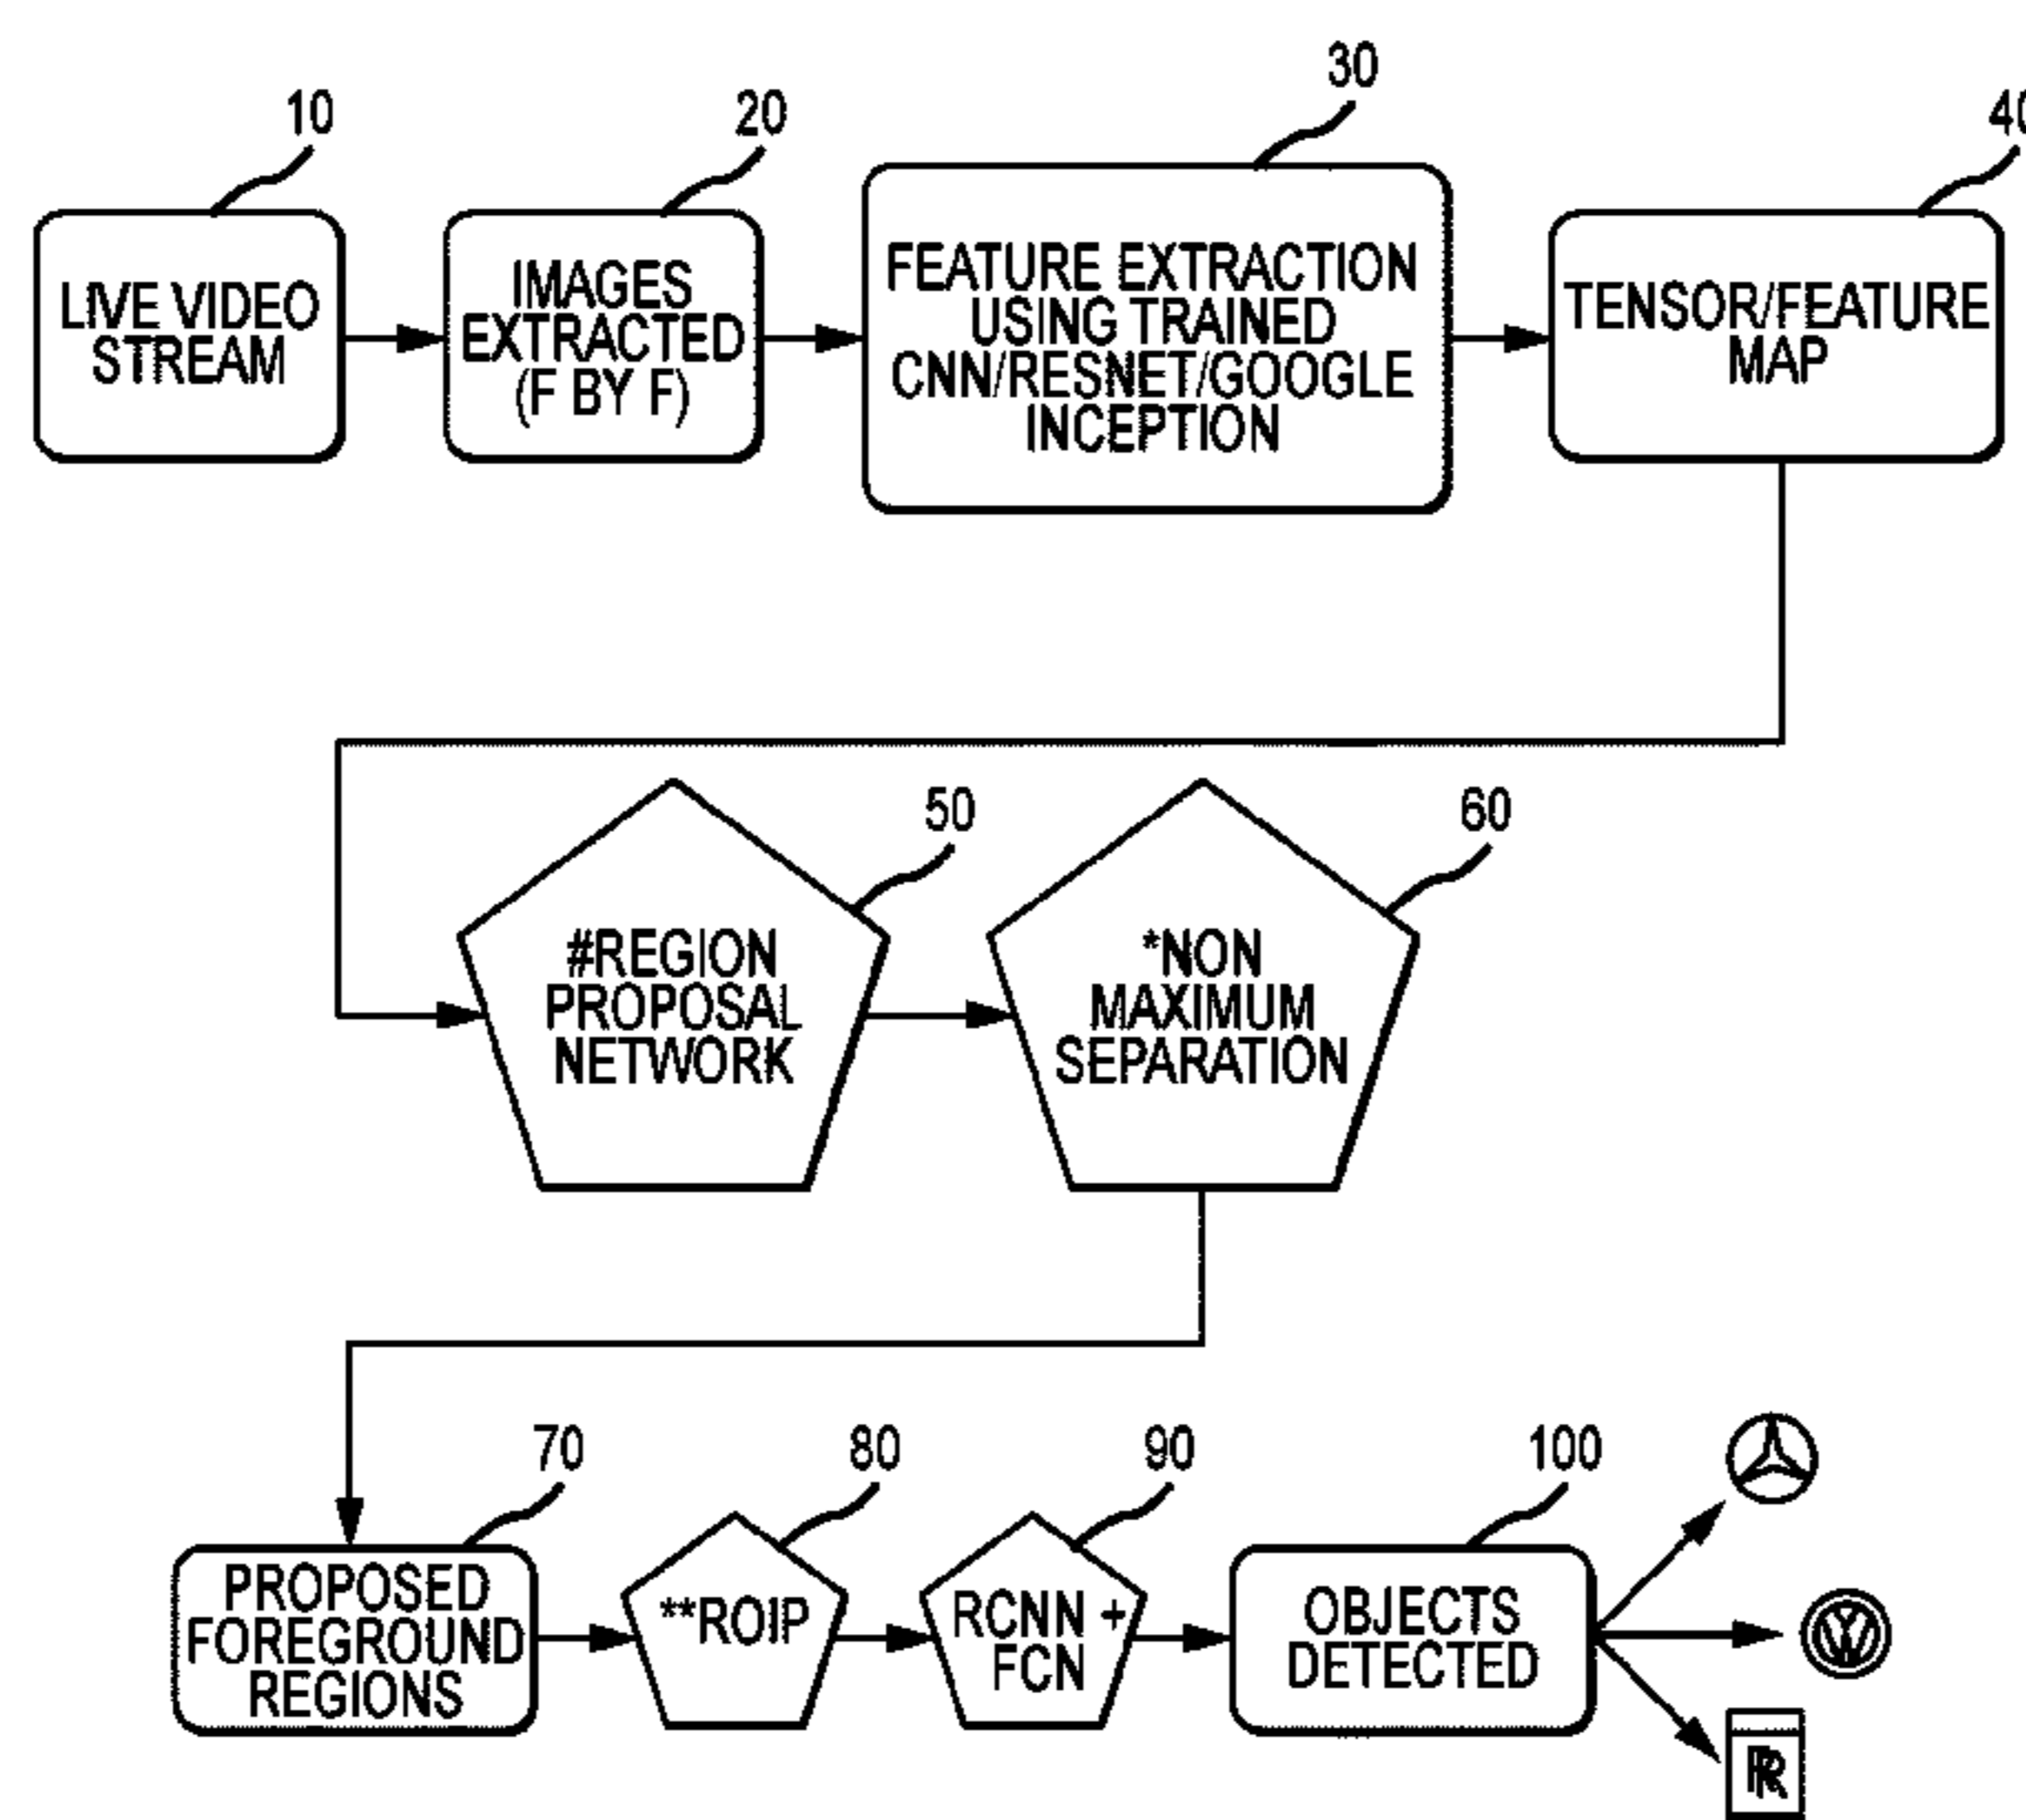 10
20
30
40
LIVE VIDEO
STREAM
IMAGES
EXTRACTED
(F BY F)
FEATURE EXTRACTION
USING TRAINED
CNN/RESNET/GOOGLE
INCEPTION
TENSOR/FEATURE
MAP
50
60
#REGION
PROPOSAL
NETWORK
*NON
MAXIMUM
SEPARATION
70
80
90
100
PROPOSED
FOREGROUND
REGIONS
**ROIP
RCNN +
FCN
OBJECTS
DETECTED
VW
RR